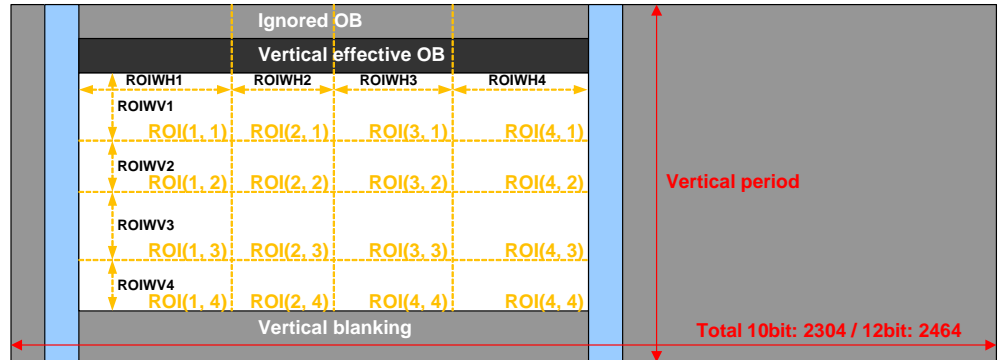 Ignored OB
Vertical effective OB
ROIWH1 ROIWH2 ROIWH3 ROIWH4
ROIWV1
ROI(1, 1) ROI(2, 1) ROI(3, 1) ROI(4, 1)
ROIWV2
ROI(1, 2) ROI(2, 2) ROI(3, 2) ROI(4, 2)
Vertical period
ROIWV3
ROI(1, 3) ROI(2, 3) ROI(3, 3) ROI(4, 3)
ROIWV4
ROI(1, 4) ROI(2, 4) ROI(4, 4) ROI(4, 4)
Vertical blanking
Total 10bit: 2304 / 12bit: 2464